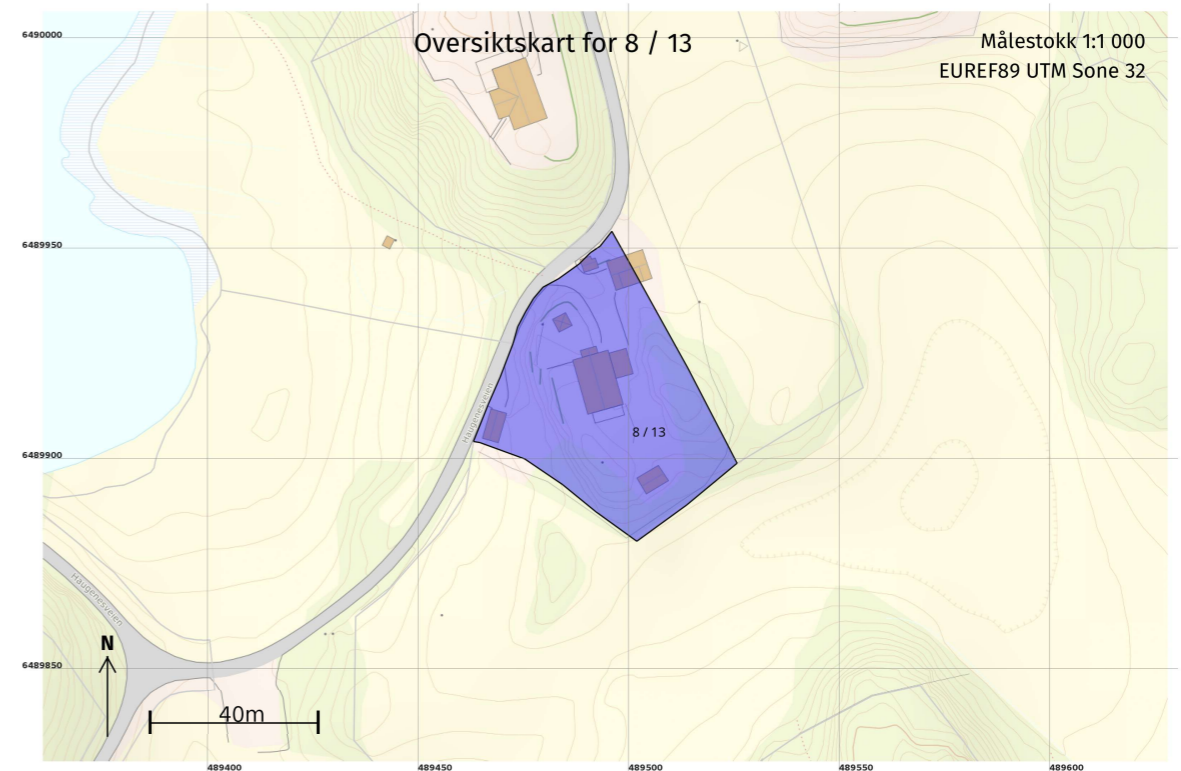 6490000
Oversiktskart for 8 / 13
Målestokk 1:1 000
EUREF89 UTM Sone 32
6489950
Haugenesveien
8 / 13
6489900
Haugenesveien
N
6489850
40m
489400
489450
489500
489550
489600